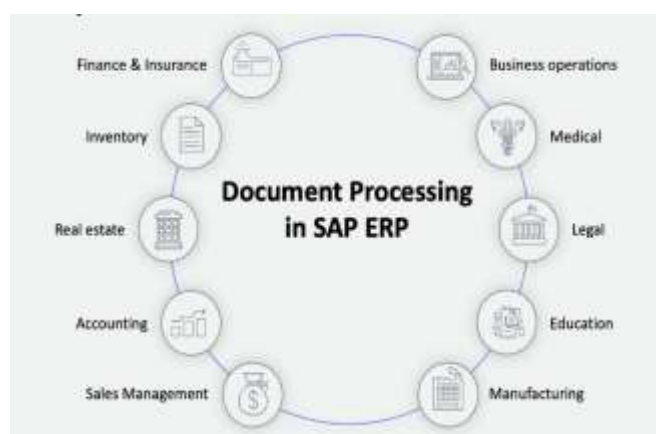 Finance & Insurance
Business operations
Inventory
Medical
Document Processing
in SAP ERP
Real estate
Legal
Accounting
Education
Sales Management
Manufacturing
$